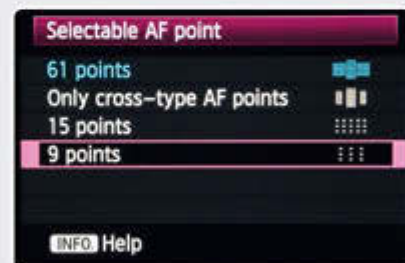 Selectable AF point
61 points
Only cross-type AF points
15 points
9 points
INFO. Help